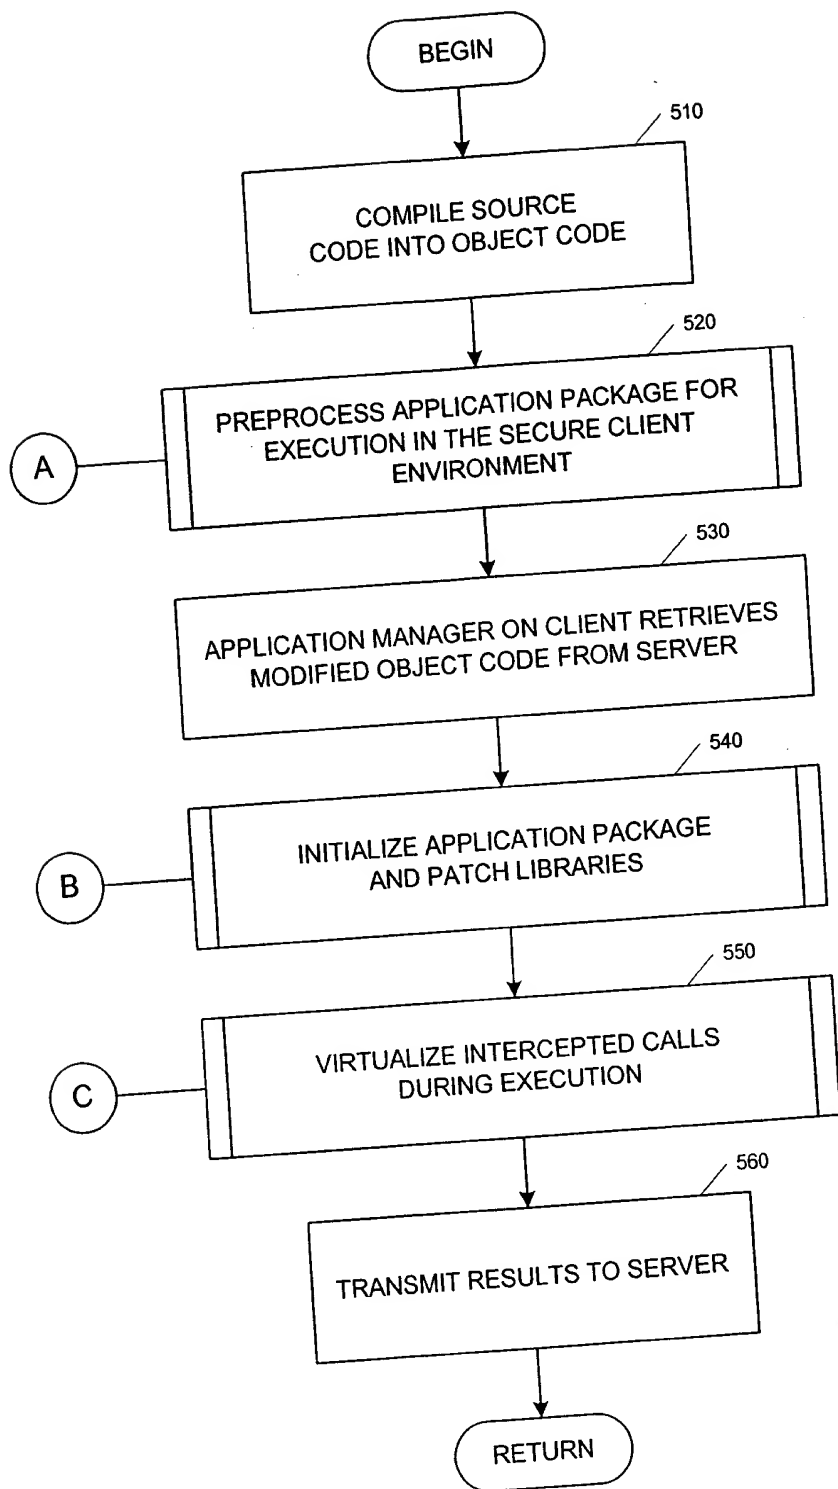 BEGIN
510
COMPILE SOURCE
CODE INTO OBJECT CODE
520
PREPROCESS APPLICATION PACKAGE FOR
EXECUTION IN THE SECURE CLIENT
ENVIRONMENT
A
530
APPLICATION MANAGER ON CLIENT RETRIEVES
MODIFIED OBJECT CODE FROM SERVER
540
INITIALIZE APPLICATION PACKAGE
AND PATCH LIBRARIES
B
550
VIRTUALIZE INTERCEPTED CALLS
DURING EXECUTION
C
560
TRANSMIT RESULTS TO SERVER
RETURN